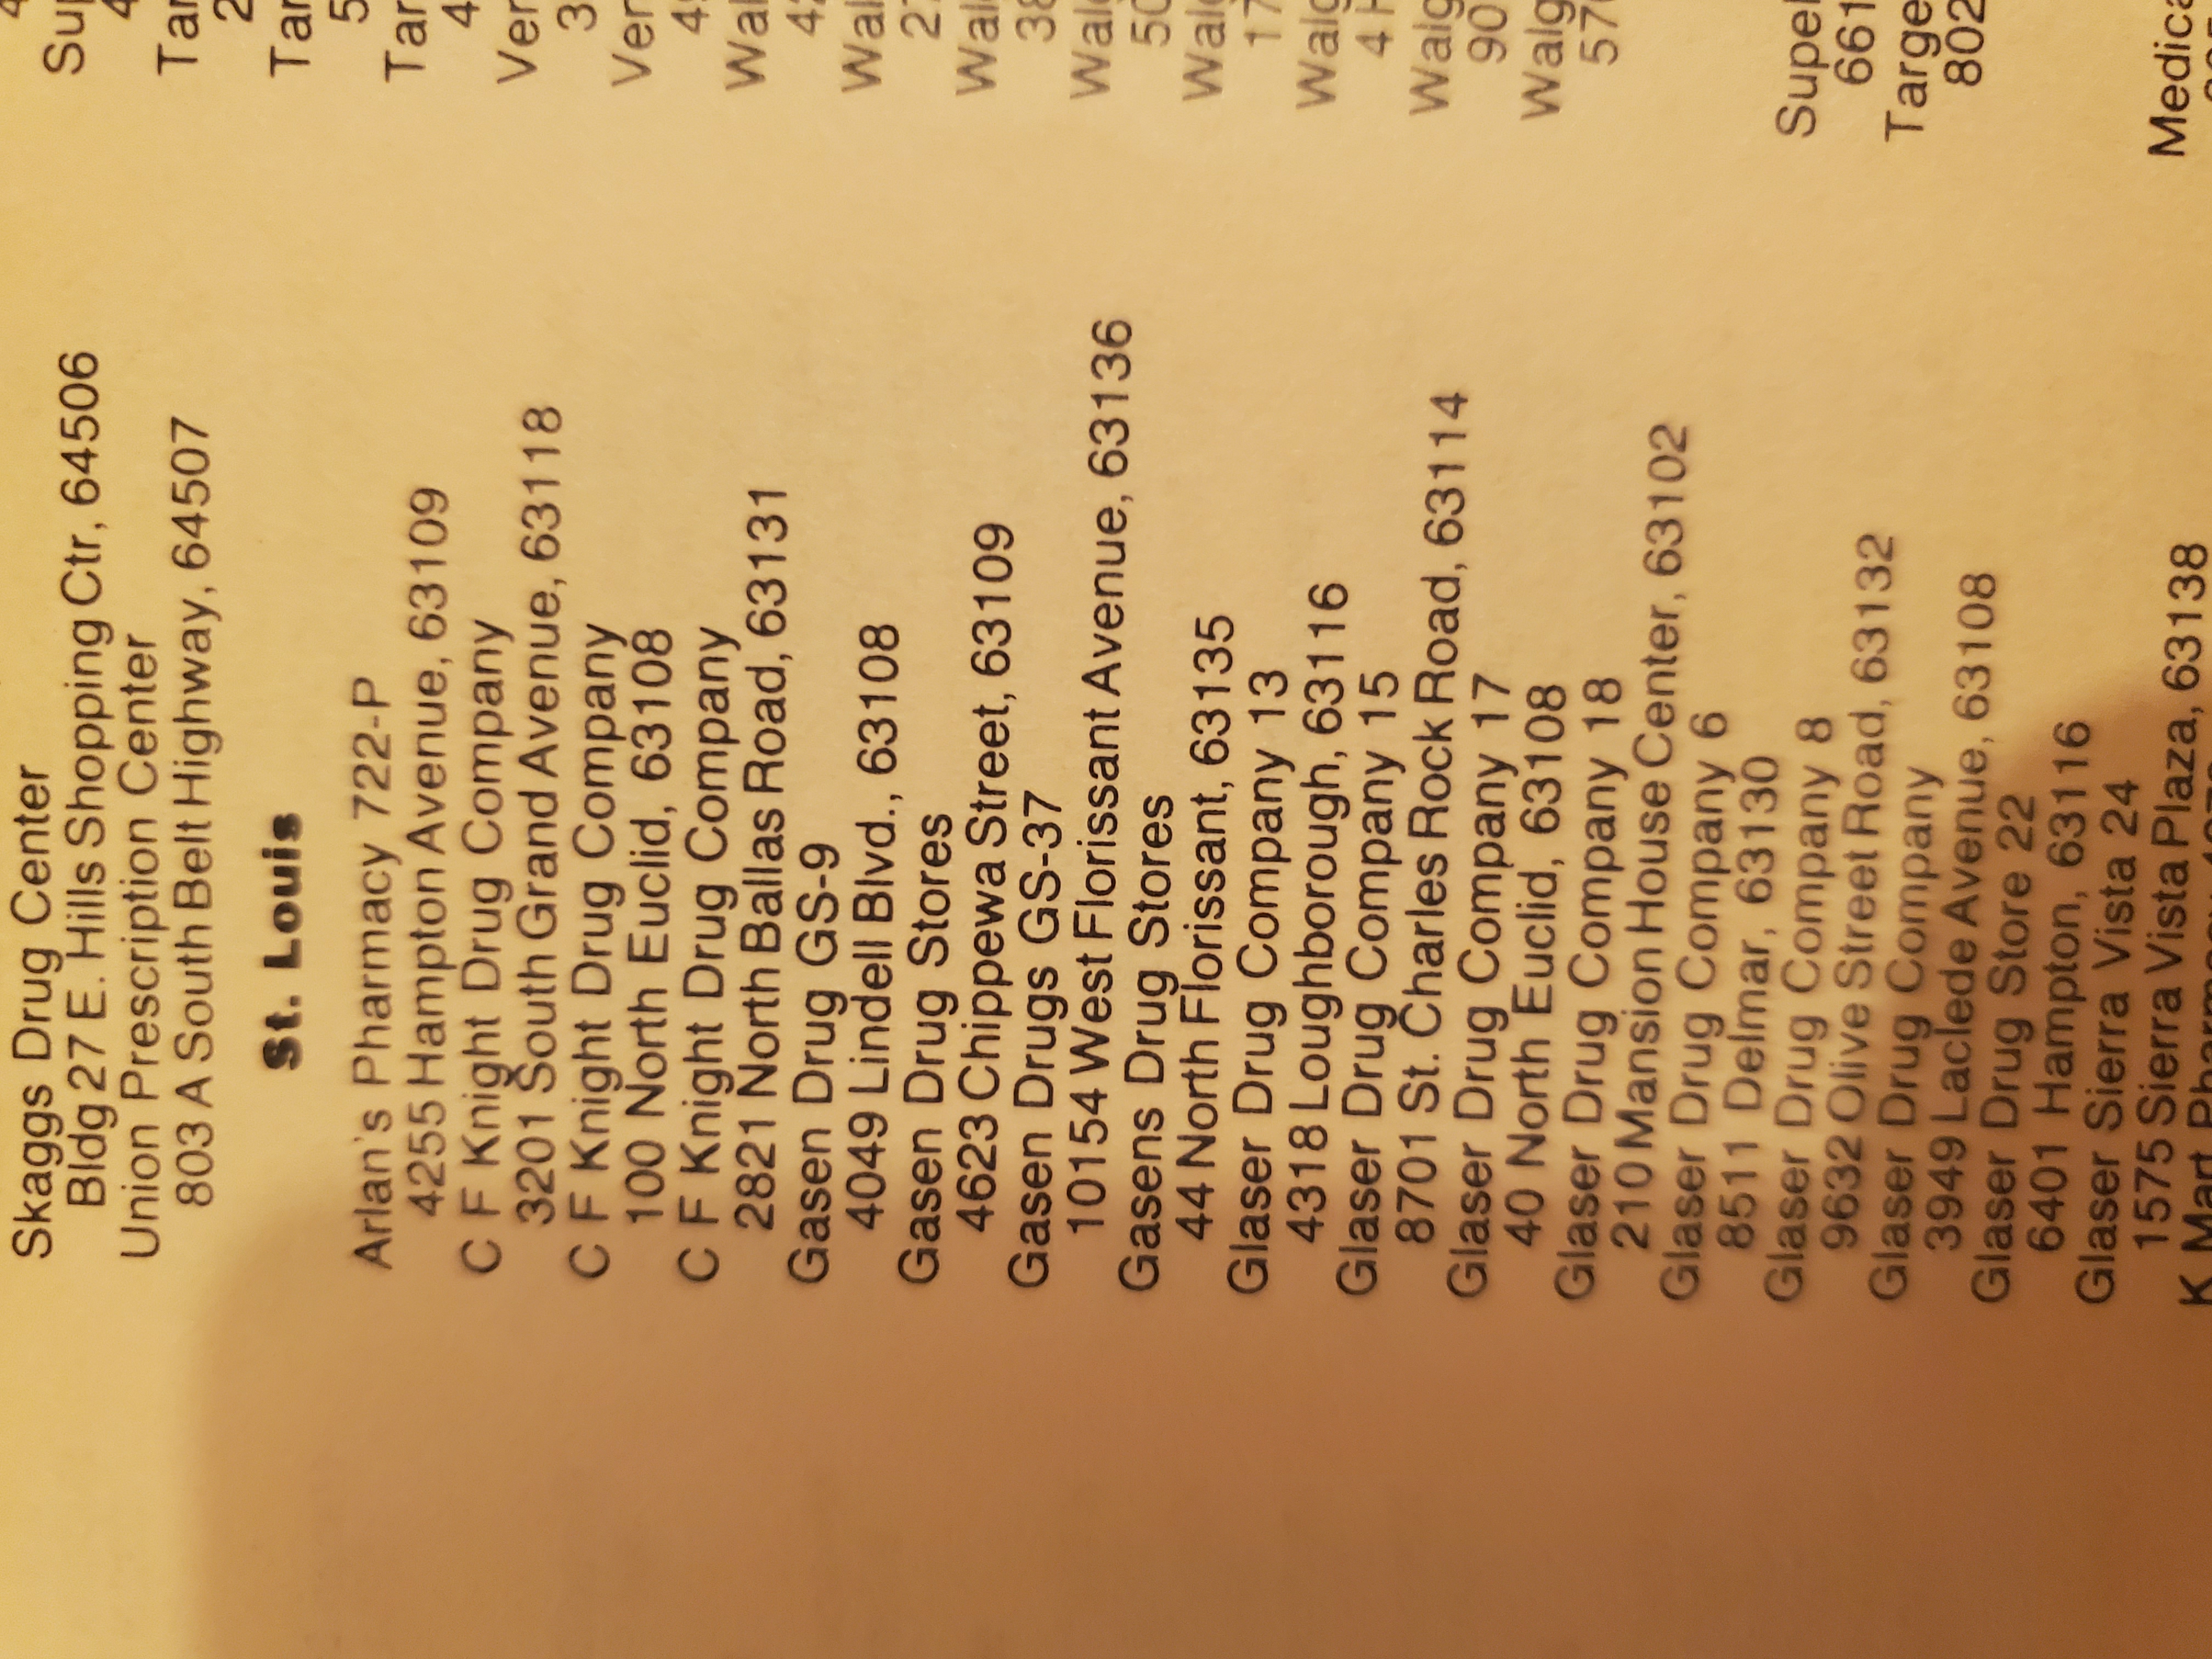 Skaggs Drug Center
Bldg 27 E. Hills Shopping Ctr, 64506
Union Prescription Center
803 A South Belt Highway, 64507
St. Louis
Arlan's Pharmacy 722-P
4255 Hampton Avenue, 63109
C F Knight Drug Company
3201 South Grand Avenue, 63118
C F Knight Drug Company
100 North Euclid, 63108
C F Knight Drug Company
2821 North Ballas Road, 63131
Gasen Drug GS-9
4049 Lindell Blvd., 63108
Gasen Drug Stores
4623 Chippewa Street, 63109
Gasen Drugs GS-37
10154 West Florissant Avenue, 63136
Gasens Drug Stores
44 North Florissant, 63135
Glaser Drug Company 13
4318 Loughborough, 63116
Glaser Drug Company 15
8701 St. Charles Rock Road, 63114
Glaser Drug Company 17
40 North Euclid, 63108
Glaser Drug Company 18
210 Mansion House Center, 63102
Glaser Drug Company 6
8511 Delmar, 63130
Glaser Drug Company 8
9632 Olive Street Road, 63132
Glaser Drug Company
3949 Laclede Avenue, 63108
Glaser Drug Store 22
6401 Hampton, 63116
Glaser Sierra Vista 24
1575 Sierra Vista Plaza, 63138
K Mart